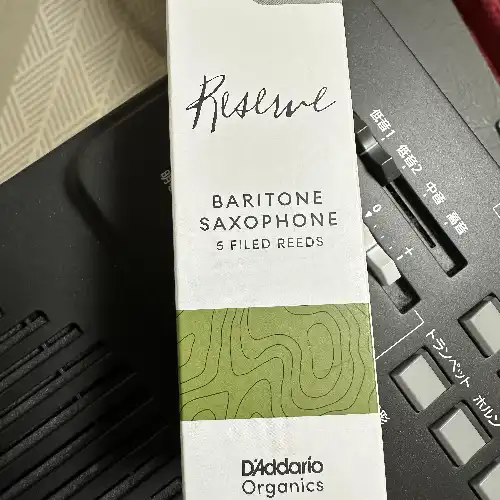 Reserve
BARITONE
SAXOPHONE
5 FILED REEDS
D'Addario
Organics
低音1
低音2
中音
高音
トランペット
ホルン